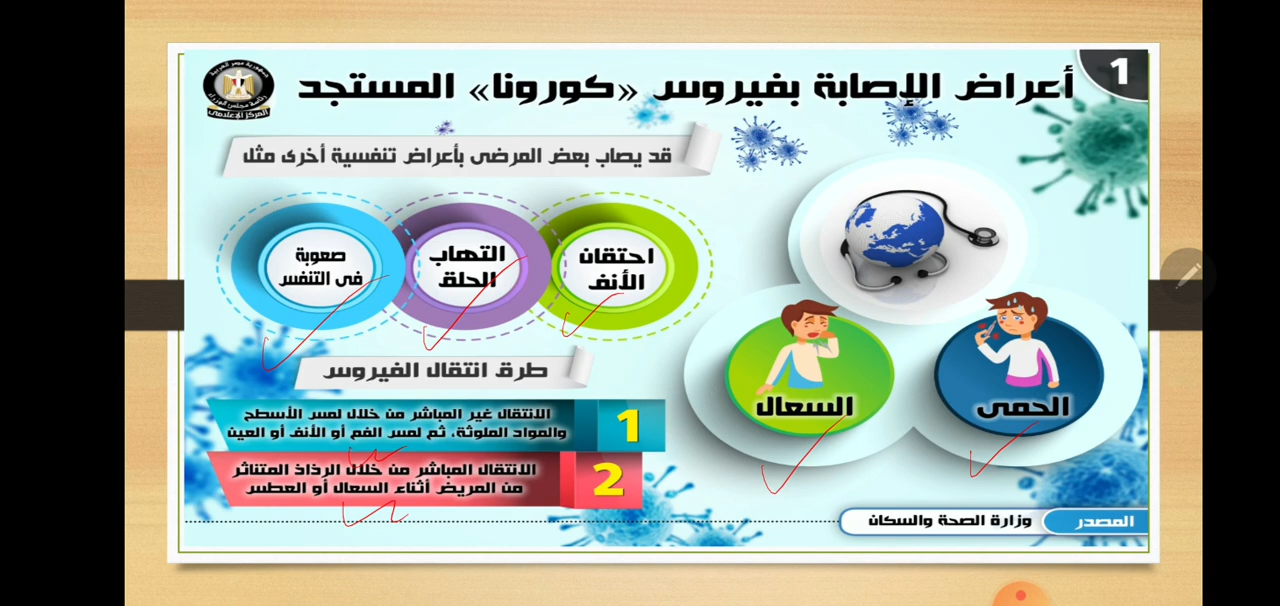 1
أعراض الإصابة بفيروس «كورونا» المستجد
جمهورية مصر العربية
رئاسة مجلس الوزراء
المركز الإعلامى
قد يصاب بعض المرضى بأعراض تنفسية أخرى مثل
احتقان
الأنف
التهاب
الحلق
صعوبة
فى التنفس
الحمى
السعال
طرق انتقال الفيروس
1
الانتقال غير المباشر من خلال لمس الأسطح
والمواد الملوثة، ثم لمس الفم أو الأنف أو العين
2
الانتقال المباشر من خلال الرذاذ المتناثر
من المريض أثناء السعال أو العطس
المصدر
وزارة الصحة والسكان